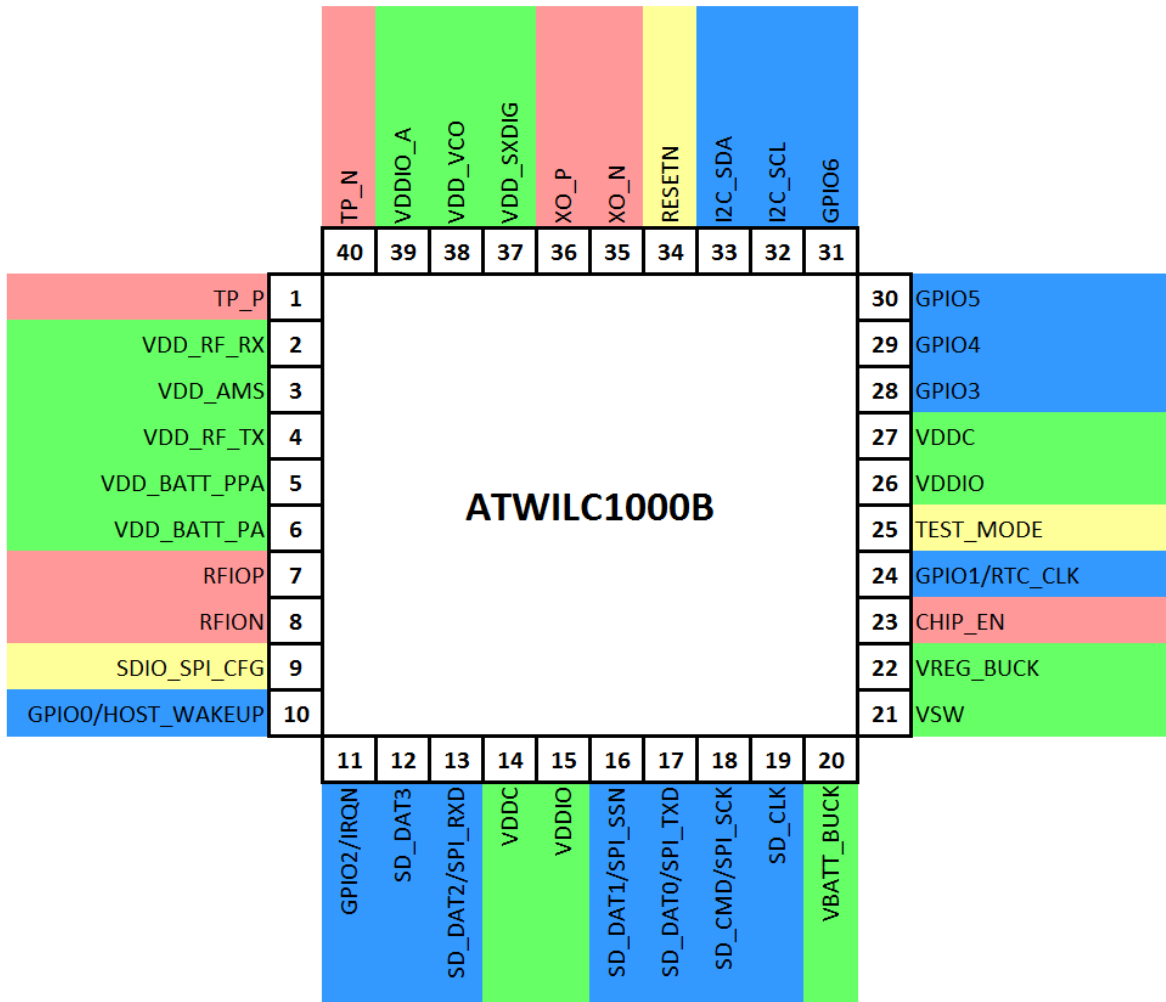 TP_N
VDDIO_A
VDD_VCO
VDD_SXDIG
XO_P
XO_N
RESETN
I2C_SDA
I2C_SCL
GPIO6
40 39 38 37 36 35 34 33 32 31
TP_P 1
VDD_RF_RX 2
VDD_AMS 3
VDD_RF_TX 4
VDD_BATT_PPA 5
VDD_BATT_PA 6
RFIOP 7
RFION 8
SDIO_SPI_CFG 9
GPIO0/HOST_WAKEUP 10
ATWILC1000B
30 GPIO5
29 GPIO4
28 GPIO3
27 VDDC
26 VDDIO
25 TEST_MODE
24 GPIO1/RTC_CLK
23 CHIP_EN
22 VREG_BUCK
21 VSW
11 12 13 14 15 16 17 18 19 20
GPIO2/IRQN
SD_DAT3
SD_DAT2/SPI_RXD
VDDC
VDDIO
SD_DAT1/SPI_SSN
SD_DAT0/SPI_TXD
SD_CMD/SPI_SCK
SD_CLK
VBATT_BUCK